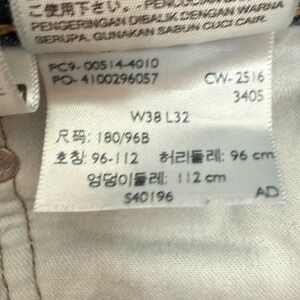 ご使用下さい。
PENGERINGAN DIBALIK DENGAN WARNA
SERUPA. GUNAKAN SABUN CUCI CAIR.
PC9-00514-4010
PO-4100296057 CW-2516
3405
W38 L32
尺码: 180/96B
호칭: 96-112 허리둘레: 96 cm
엉덩이둘레: 112 cm
S40196 AD